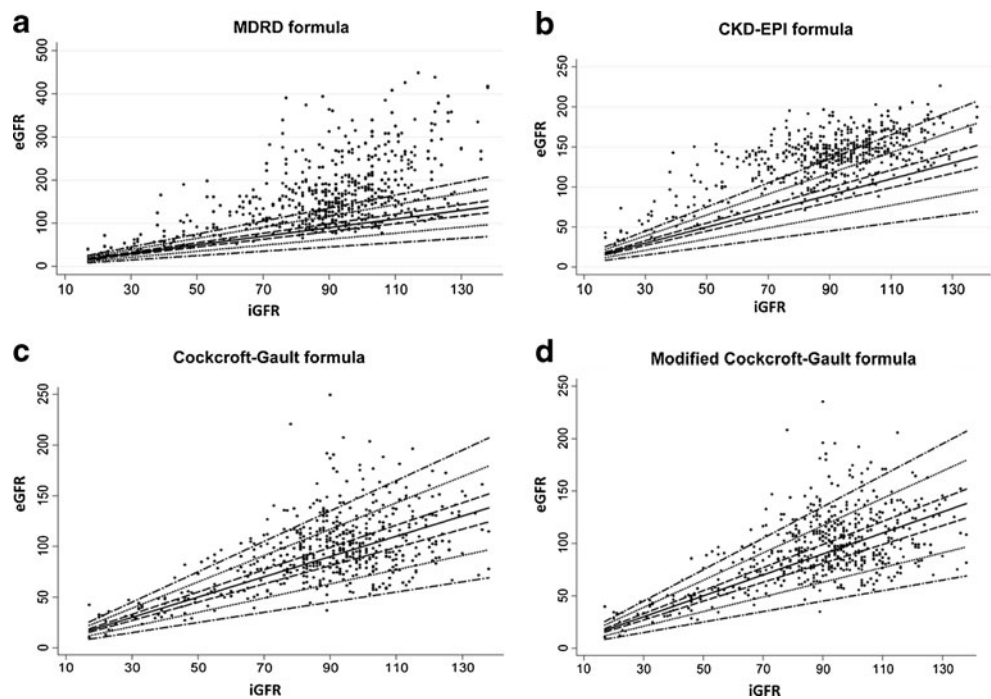 a
MDRD formula
eGFR
500
400
300
200
100
0
10 30 50 70 90 110 130
iGFR
b
CKD-EPI formula
eGFR
250
200
150
100
50
0
10 30 50 70 90 110 130
iGFR
c
Cockcroft-Gault formula
eGFR
250
200
150
100
50
0
10 30 50 70 90 110 130
iGFR
d
Modified Cockcroft-Gault formula
eGFR
250
200
150
100
50
0
10 30 50 70 90 110 130
iGFR